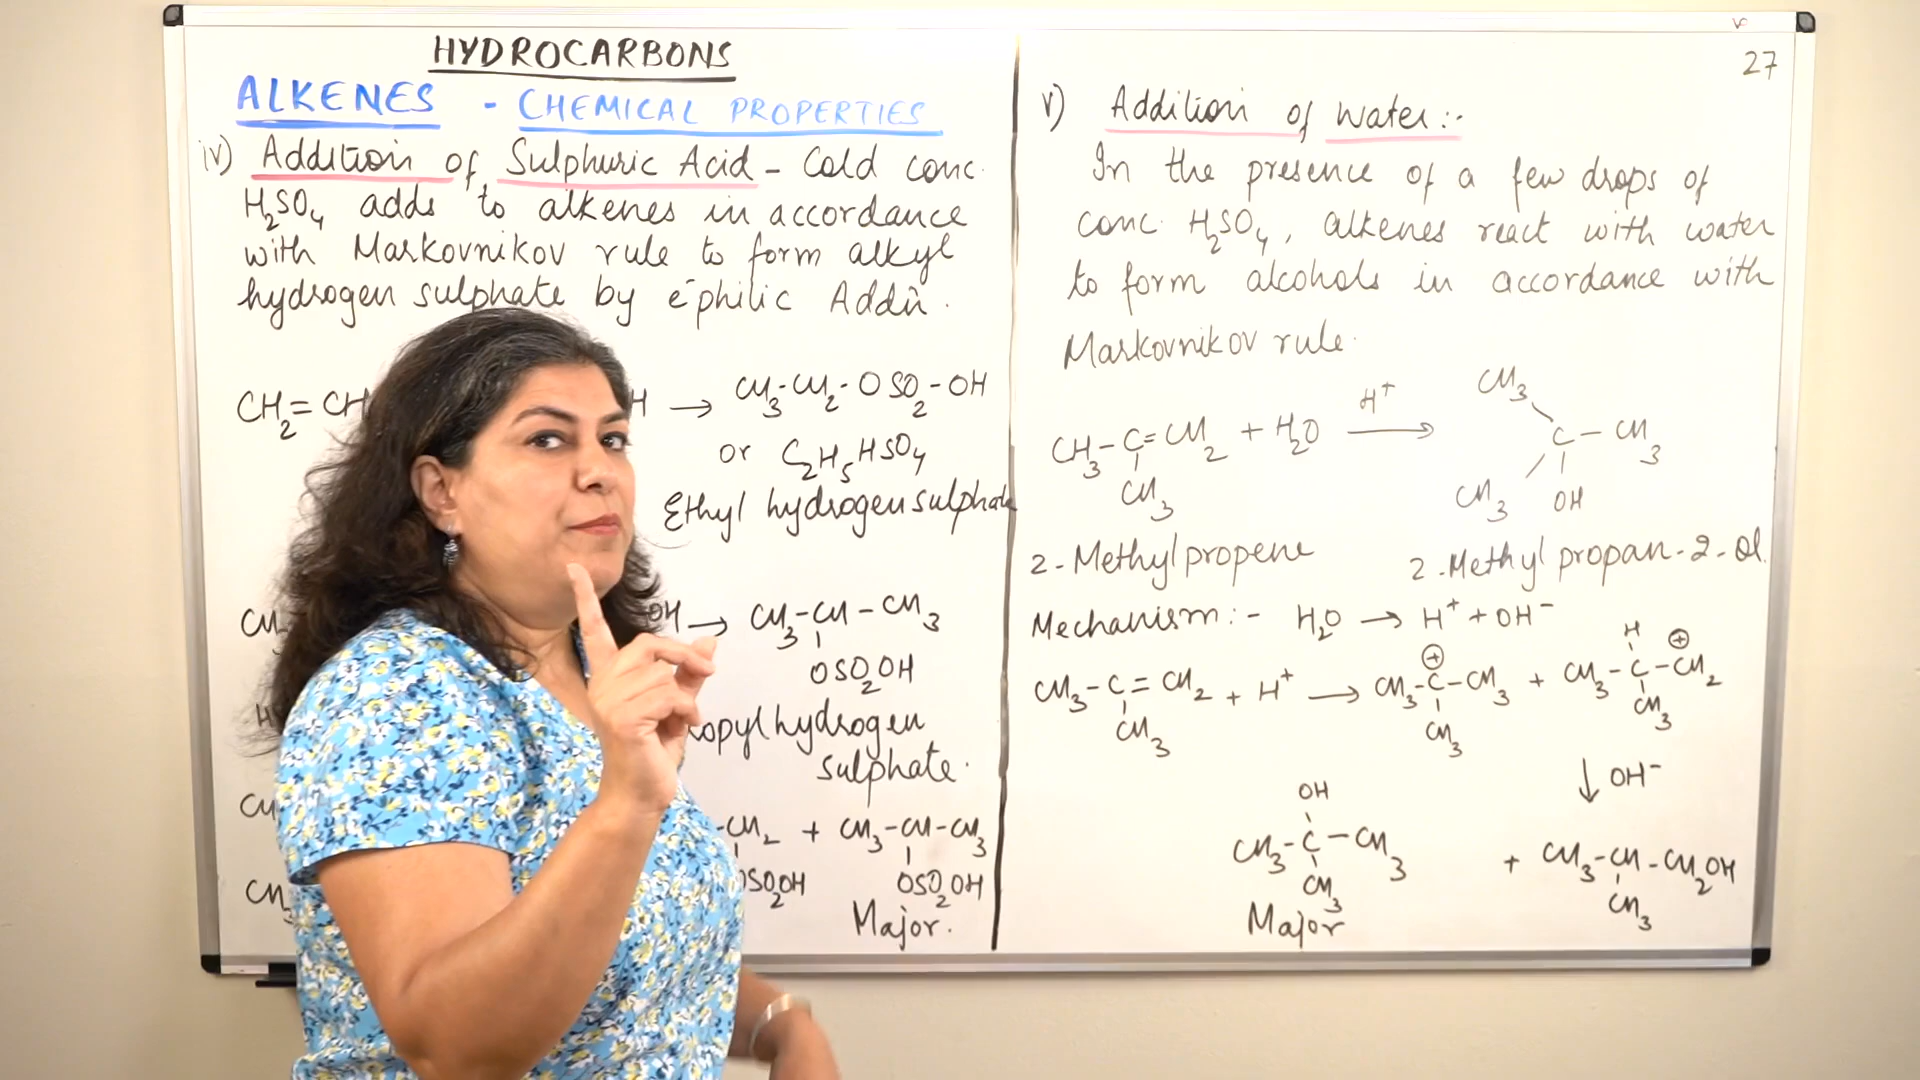 HYDROCARBONS
ALKENES - CHEMICAL PROPERTIES
iv) Addition of Sulphuric Acid - Cold conc.
H₂SO₄ adds to alkenes in accordance
with Markovnikov rule to form alkyl
hydrogen sulphate by e⁻philic Addn.
CH₂=CH H → CH₃-CH₂-OSO₂-OH
or C₂H₅HSO₄
Ethyl hydrogen sulphate
CH₃ OH → CH₃-CH-CH₃
OSO₂OH
opyl hydrogen
sulphate.
-CH₂ + CH₃-CH-CH₃
OSO₂OH OSO₂OH
CH₃
Major.
27
v) Addition of water:-
In the presence of a few drops of
conc. H₂SO₄, alkenes react with water
to form alcohols in accordance with
Markovnikov rule.
CH₃
CH₃-C=CH₂ + H₂O H⁺ → C-CH₃
CH₃ CH₃ OH
2-Methylpropene 2-Methyl propan-2-ol
Mechanism:- H₂O → H⁺ + OH⁻
H ⊕
CH₃-C=CH₂ + H⁺ → CH₃-C⊕-CH₃ + CH₃-C-CH₂
CH₃ CH₃ CH₃
↓ OH⁻
OH
CH₃-C-CH₃ + CH₃-CH-CH₂OH
CH₃ CH₃
Major